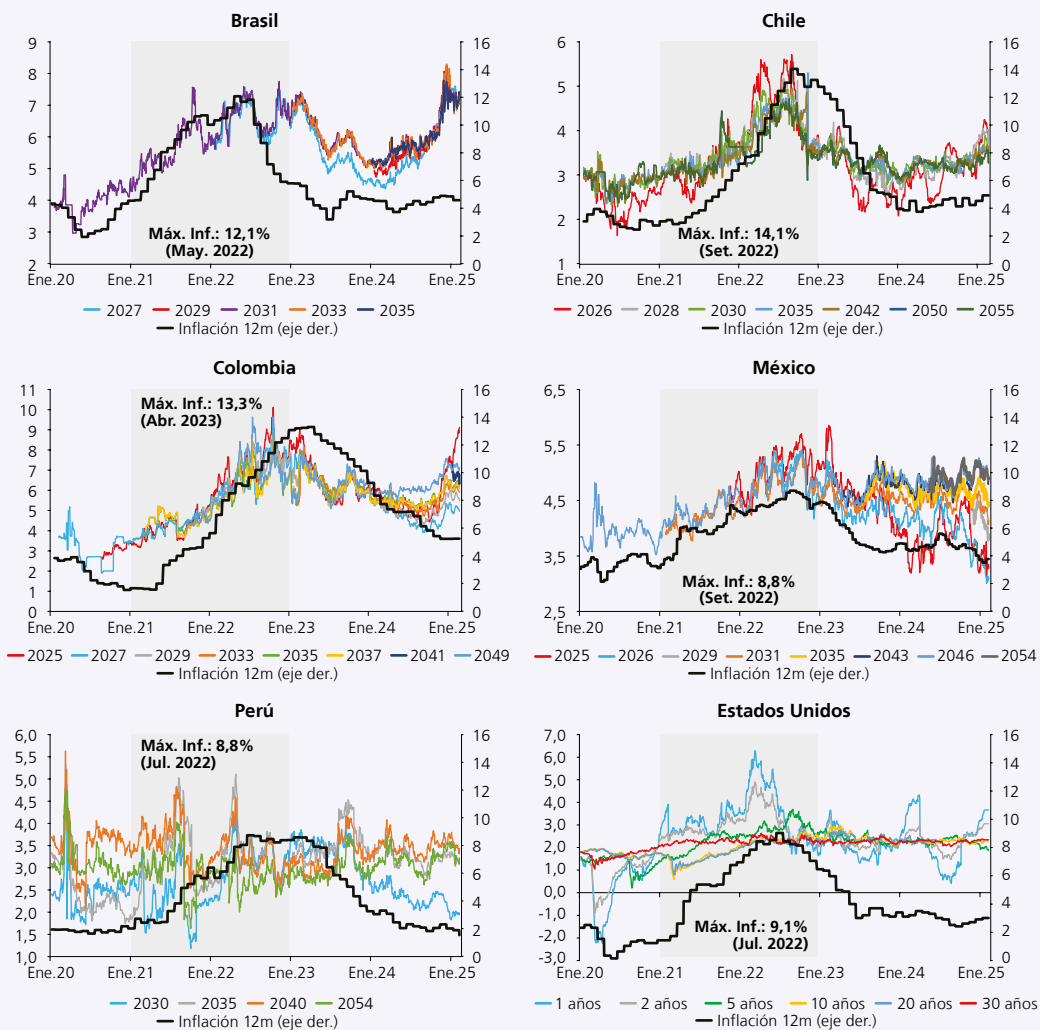 Brasil
9
8
7
6
5
4
3
2
16
14
12
10
8
6
4
2
0
Máx. Inf.: 12,1%
(May. 2022)
Ene.20 Ene.21 Ene.22 Ene.23 Ene.24 Ene.25
2027 2029 2031 2033 2035
Inflación 12m (eje der.)
Chile
6
5
4
3
2
1
16
14
12
10
8
6
4
2
0
Máx. Inf.: 14,1%
(Set. 2022)
Ene.20 Ene.21 Ene.22 Ene.23 Ene.24 Ene.25
2026 2028 2030 2035 2042 2050 2055
Inflación 12m (eje der.)
Colombia
11
10
9
8
7
6
5
4
3
2
1
0
16
14
12
10
8
6
4
2
0
Máx. Inf.: 13,3%
(Abr. 2023)
Ene.20 Ene.21 Ene.22 Ene.23 Ene.24 Ene.25
2025 2027 2029 2033 2035 2037 2041 2049
Inflación 12m (eje der.)
México
6,5
5,5
4,5
3,5
2,5
16
14
12
10
8
6
4
2
0
Máx. Inf.: 8,8%
(Set. 2022)
Ene.20 Ene.21 Ene.22 Ene.23 Ene.24 Ene.25
2025 2026 2029 2031 2035 2043 2046 2054
Inflación 12m (eje der.)
Perú
6,0
5,5
5,0
4,5
4,0
3,5
3,0
2,5
2,0
1,5
1,0
16
14
12
10
8
6
4
2
0
Máx. Inf.: 8,8%
(Jul. 2022)
Ene.20 Ene.21 Ene.22 Ene.23 Ene.24 Ene.25
2030 2035 2040 2054
Inflación 12m (eje der.)
Estados Unidos
7,0
6,0
5,0
4,0
3,0
2,0
1,0
0,0
-1,0
-2,0
-3,0
16
14
12
10
8
6
4
2
0
Máx. Inf.: 9,1%
(Jul. 2022)
Ene.20 Ene.21 Ene.22 Ene.23 Ene.24 Ene.25
1 años 2 años 5 años 10 años 20 años 30 años
Inflación 12m (eje der.)